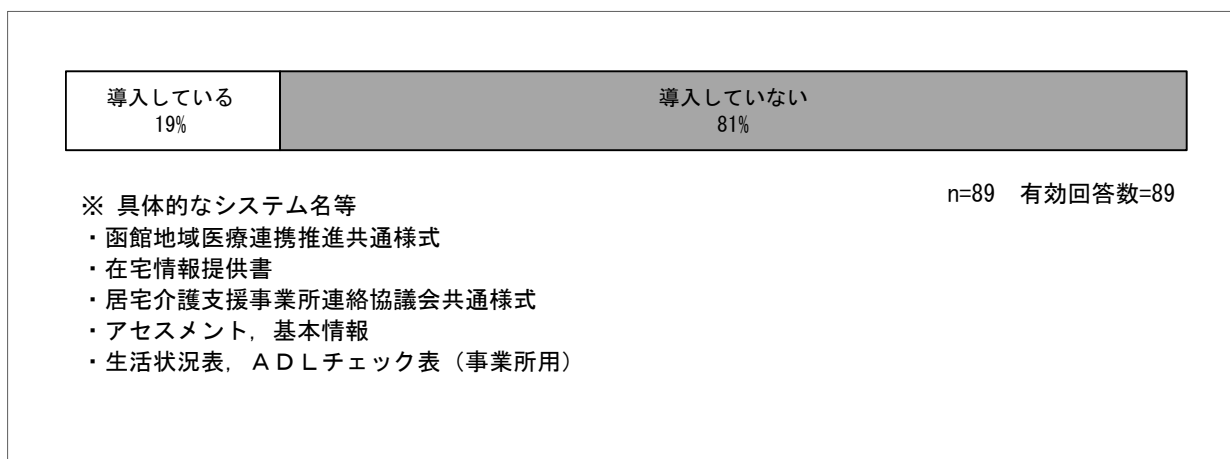 導入している
19%
導入していない
81%
n=89　有効回答数=89
※ 具体的なシステム名等
・函館地域医療連携推進共通様式
・在宅情報提供書
・居宅介護支援事業所連絡協議会共通様式
・アセスメント，基本情報
・生活状況表，ＡＤＬチェック表（事業所用）